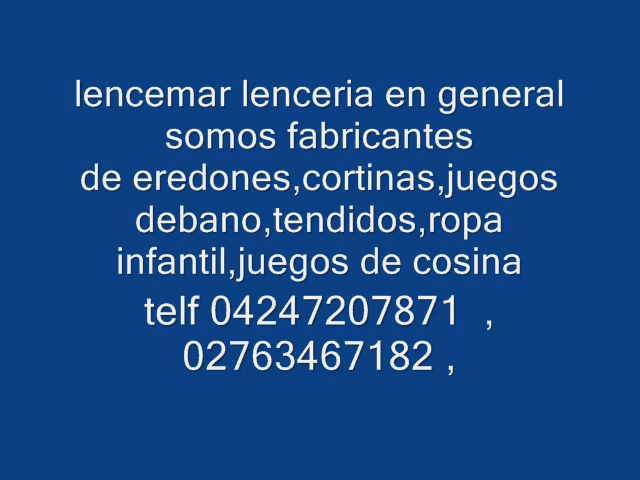 lencemar lenceria en general
somos fabricantes
de eredones,cortinas,juegos
debano,tendidos,ropa
infantil,juegos de cosina
telf 04247207871  ,
02763467182 ,